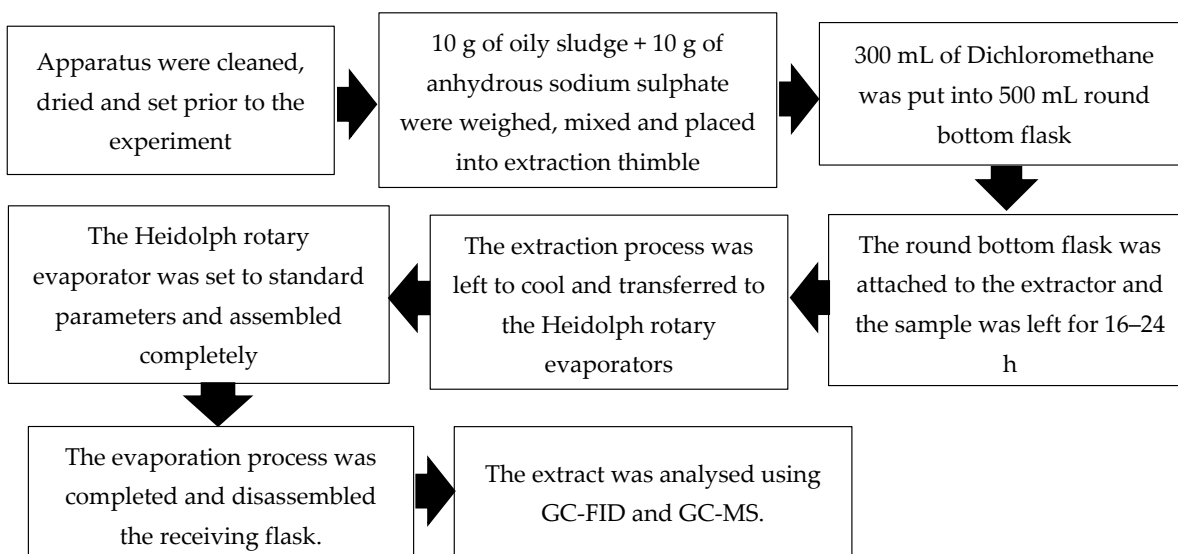 Apparatus were cleaned,
dried and set prior to the
experiment
10 g of oily sludge + 10 g of
anhydrous sodium sulphate
were weighed, mixed and placed
into extraction thimble
300 mL of Dichloromethane
was put into 500 mL round
bottom flask
The round bottom flask was
attached to the extractor and
the sample was left for 16–24
h
The extraction process was
left to cool and transferred to
the Heidolph rotary
evaporators
The Heidolph rotary
evaporator was set to standard
parameters and assembled
completely
The evaporation process was
completed and disassembled
the receiving flask.
The extract was analysed using
GC-FID and GC-MS.